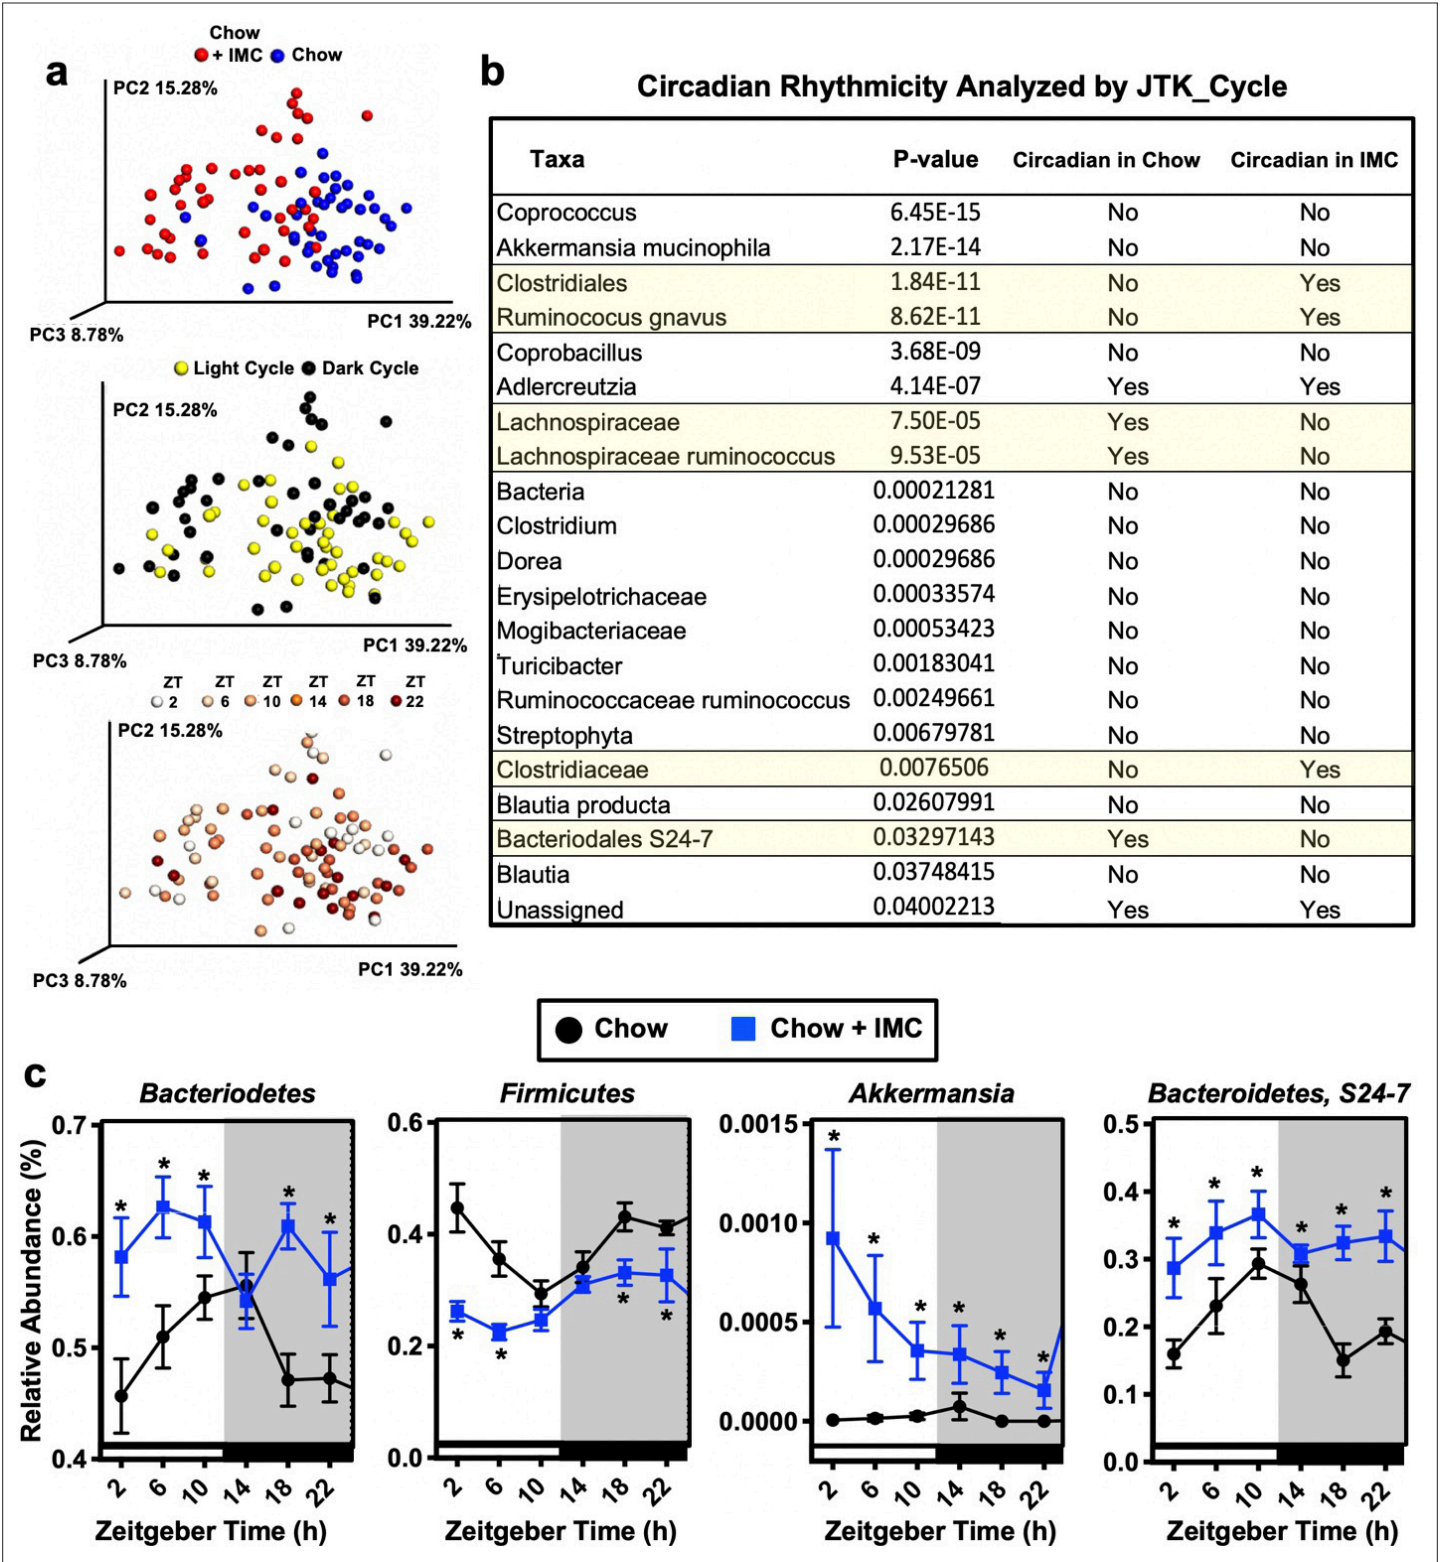 a
Chow
+ IMC Chow
PC2 15.28%
PC3 8.78%
PC1 39.22%
Light Cycle Dark Cycle
PC2 15.28%
PC3 8.78%
PC1 39.22%
ZT ZT ZT ZT ZT ZT
2 6 10 14 18 22
PC2 15.28%
PC3 8.78%
PC1 39.22%
b
Circadian Rhythmicity Analyzed by JTK_Cycle
Taxa P-value Circadian in Chow Circadian in IMC
Coprococcus 6.45E-15 No No
Akkermansia mucinophila 2.17E-14 No No
Clostridiales 1.84E-11 No Yes
Ruminococus gnavus 8.62E-11 No Yes
Coprobacillus 3.68E-09 No No
Adlercreutzia 4.14E-07 Yes Yes
Lachnospiraceae 7.50E-05 Yes No
Lachnospiraceae ruminococcus 9.53E-05 Yes No
Bacteria 0.00021281 No No
Clostridium 0.00029686 No No
Dorea 0.00029686 No No
Erysipelotrichaceae 0.00033574 No No
Mogibacteriaceae 0.00053423 No No
Turicibacter 0.00183041 No No
Ruminococcaceae ruminococcus 0.00249661 No No
Streptophyta 0.00679781 No No
Clostridiaceae 0.0076506 No Yes
Blautia producta 0.02607991 No No
Bacteriodales S24-7 0.03297143 Yes No
Blautia 0.03748415 No No
Unassigned 0.04002213 Yes Yes
Chow Chow + IMC
c
Bacteriodetes
Relative Abundance (%)
0.7
0.6
0.5
0.4
* * * * *
2 6 10 14 18 22
Zeitgeber Time (h)
Firmicutes
0.6
0.4
0.2
0.0
* * * *
2 6 10 14 18 22
Zeitgeber Time (h)
Akkermansia
0.0015
0.0010
0.0005
0.0000
* * * * * *
2 6 10 14 18 22
Zeitgeber Time (h)
Bacteroidetes, S24-7
0.5
0.4
0.3
0.2
0.1
0.0
* * * * * *
2 6 10 14 18 22
Zeitgeber Time (h)